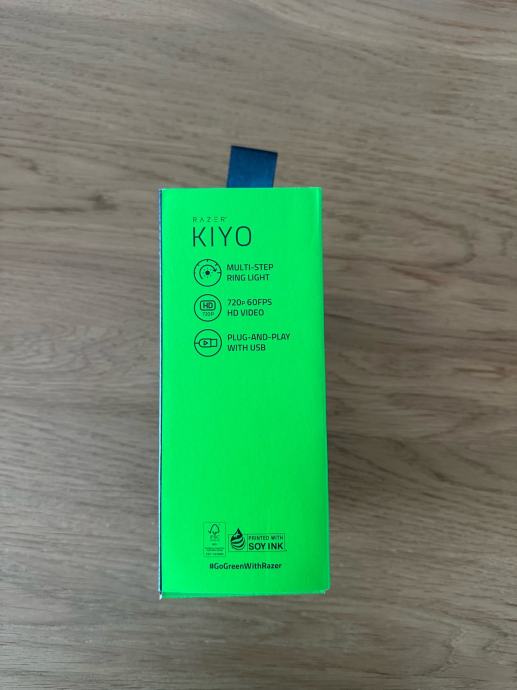 RAZER
KIYO
MULTI-STEP
RING LIGHT
HD
720P
720P 60FPS
HD VIDEO
PLUG-AND-PLAY
WITH USB
FSC
PRINTED WITH
SOY INK
#GoGreenWithRazer